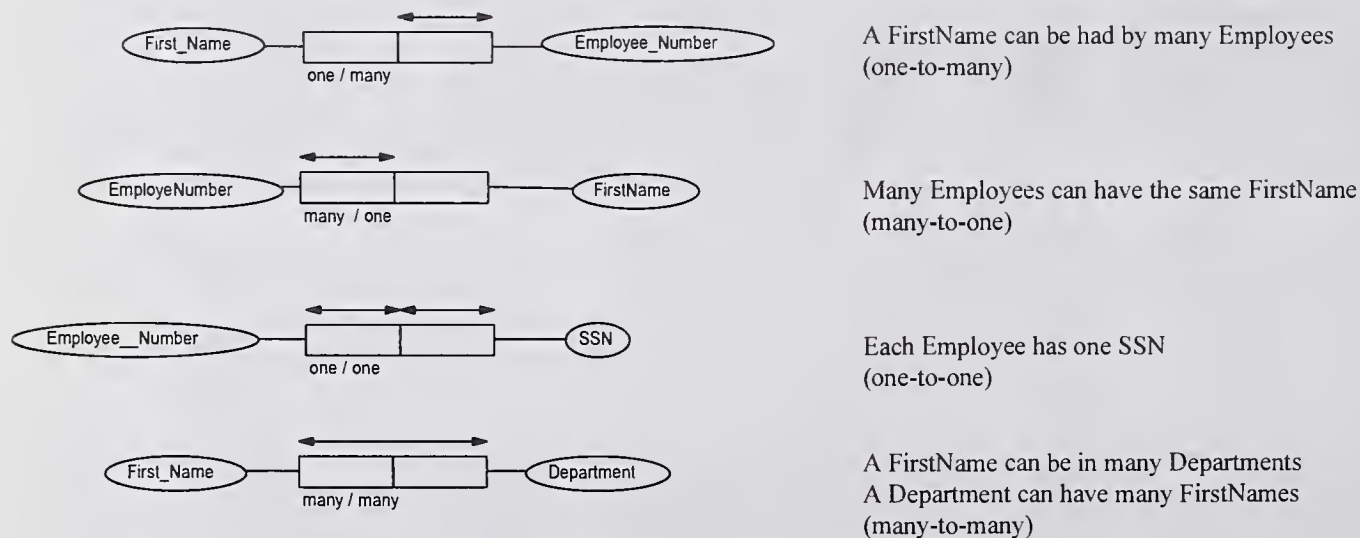 First_Name
Employee_Number
one / many
A FirstName can be had by many Employees
(one-to-many)
EmployeNumber
FirstName
many / one
Many Employees can have the same FirstName
(many-to-one)
Employee__Number
SSN
one / one
Each Employee has one SSN
(one-to-one)
First_Name
Department
many / many
A FirstName can be in many Departments
A Department can have many FirstNames
(many-to-many)